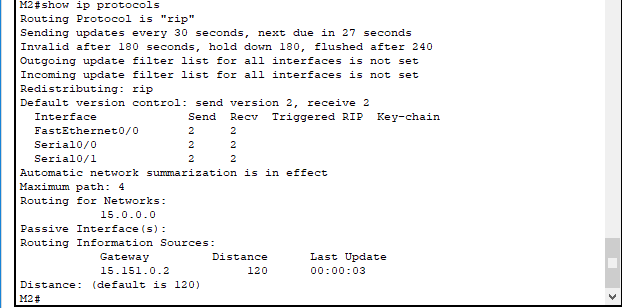 M2#show ip protocols
Routing Protocol is "rip"
Sending updates every 30 seconds, next due in 27 seconds
Invalid after 180 seconds, hold down 180, flushed after 240
Outgoing update filter list for all interfaces is not set
Incoming update filter list for all interfaces is not set
Redistributing: rip
Default version control: send version 2, receive 2
  Interface             Send  Recv  Triggered RIP  Key-chain
  FastEthernet0/0       2     2
  Serial0/0             2     2
  Serial0/1             2     2
Automatic network summarization is in effect
Maximum path: 4
Routing for Networks:
            15.0.0.0
Passive Interface(s):
Routing Information Sources:
            Gateway         Distance      Last Update
            15.151.0.2           120      00:00:03
Distance: (default is 120)
M2#